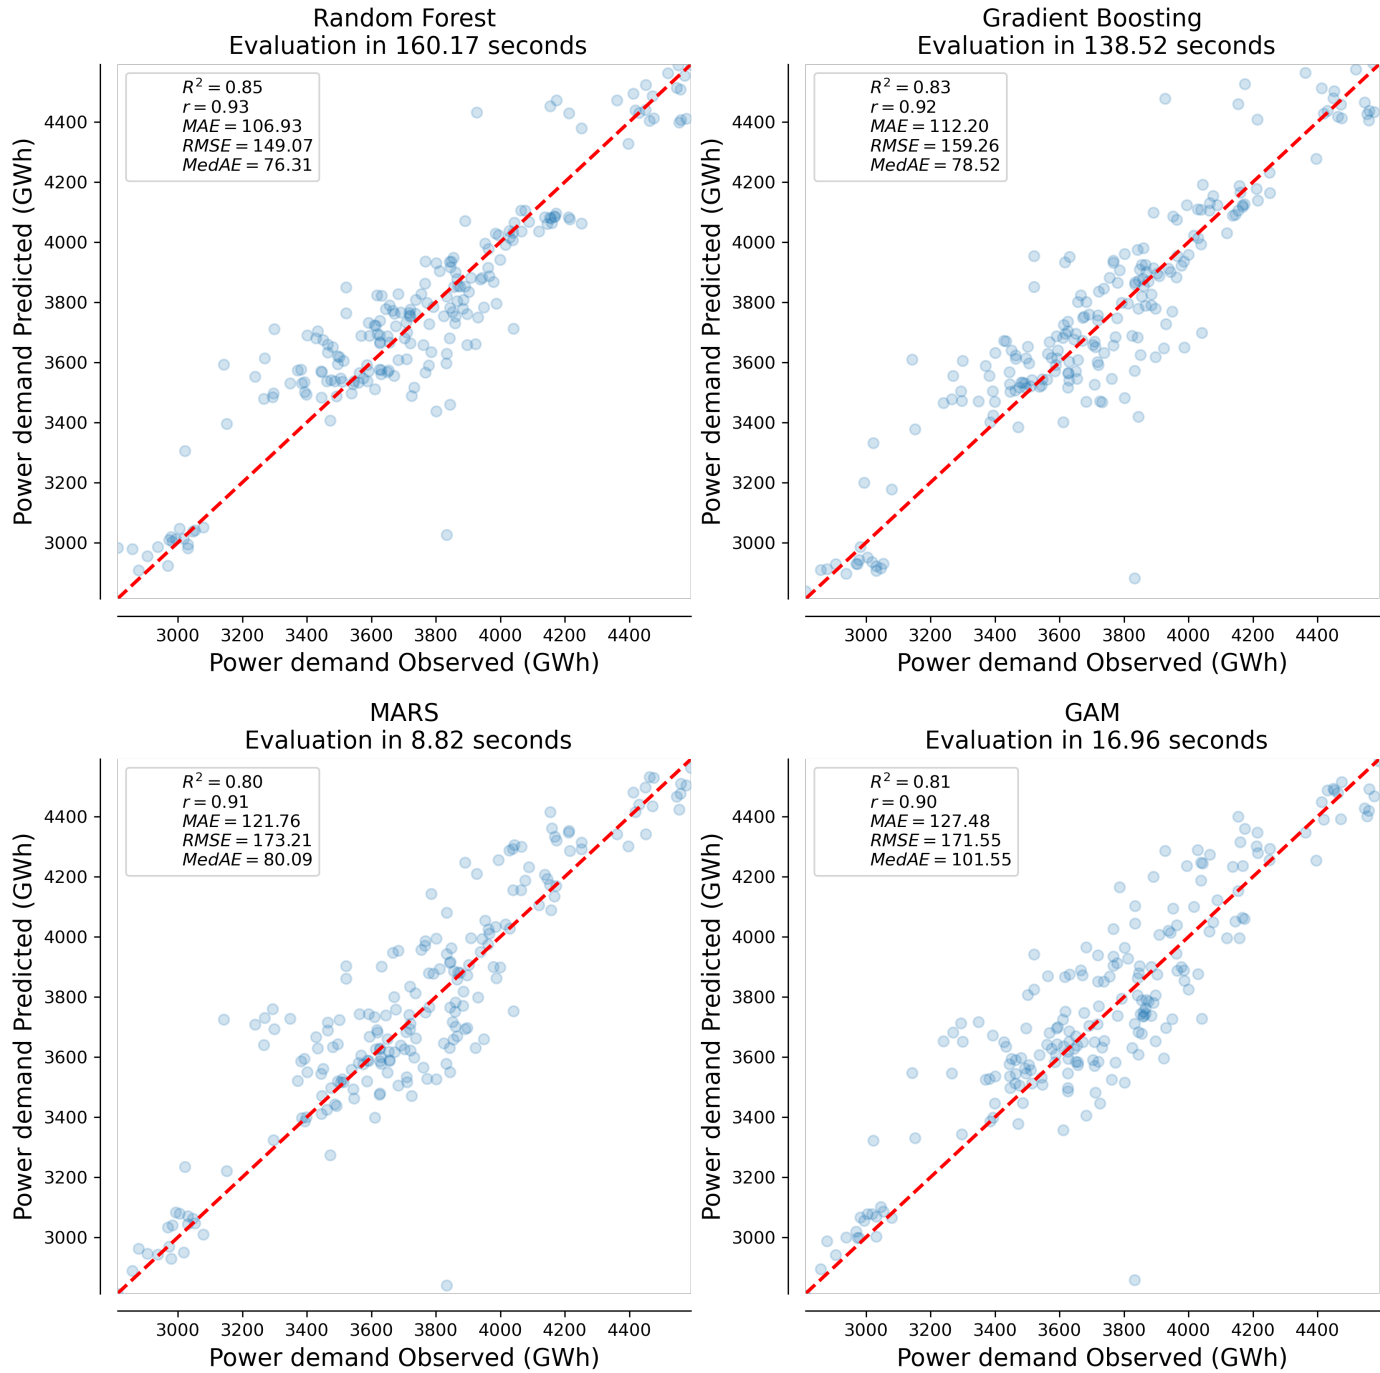 Random Forest
Evaluation in 160.17 seconds
R² = 0.85
r = 0.93
MAE = 106.93
RMSE = 149.07
MedAE = 76.31
Power demand Predicted (GWh)
4400
4200
4000
3800
3600
3400
3200
3000
3000 3200 3400 3600 3800 4000 4200 4400
Power demand Observed (GWh)
Gradient Boosting
Evaluation in 138.52 seconds
R² = 0.83
r = 0.92
MAE = 112.20
RMSE = 159.26
MedAE = 78.52
Power demand Predicted (GWh)
4400
4200
4000
3800
3600
3400
3200
3000
3000 3200 3400 3600 3800 4000 4200 4400
Power demand Observed (GWh)
MARS
Evaluation in 8.82 seconds
R² = 0.80
r = 0.91
MAE = 121.76
RMSE = 173.21
MedAE = 80.09
Power demand Predicted (GWh)
4400
4200
4000
3800
3600
3400
3200
3000
3000 3200 3400 3600 3800 4000 4200 4400
Power demand Observed (GWh)
GAM
Evaluation in 16.96 seconds
R² = 0.81
r = 0.90
MAE = 127.48
RMSE = 171.55
MedAE = 101.55
Power demand Predicted (GWh)
4400
4200
4000
3800
3600
3400
3200
3000
3000 3200 3400 3600 3800 4000 4200 4400
Power demand Observed (GWh)